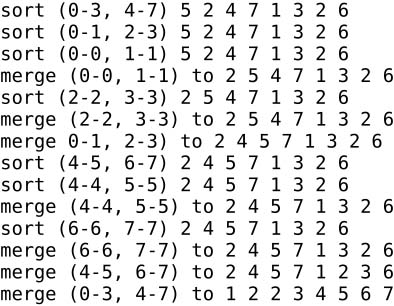 sort (0-3, 4-7) 5 2 4 7 1 3 2 6
sort (0-1, 2-3) 5 2 4 7 1 3 2 6
sort (0-0, 1-1) 5 2 4 7 1 3 2 6
merge (0-0, 1-1) to 2 5 4 7 1 3 2 6
sort (2-2, 3-3) 2 5 4 7 1 3 2 6
merge (2-2, 3-3) to 2 5 4 7 1 3 2 6
merge 0-1, 2-3) to 2 4 5 7 1 3 2 6
sort (4-5, 6-7) 2 4 5 7 1 3 2 6
sort (4-4, 5-5) 2 4 5 7 1 3 2 6
merge (4-4, 5-5) to 2 4 5 7 1 3 2 6
sort (6-6, 7-7) 2 4 5 7 1 3 2 6
merge (6-6, 7-7) to 2 4 5 7 1 3 2 6
merge (4-5, 6-7) to 2 4 5 7 1 2 3 6
merge (0-3, 4-7) to 1 2 2 3 4 5 6 7